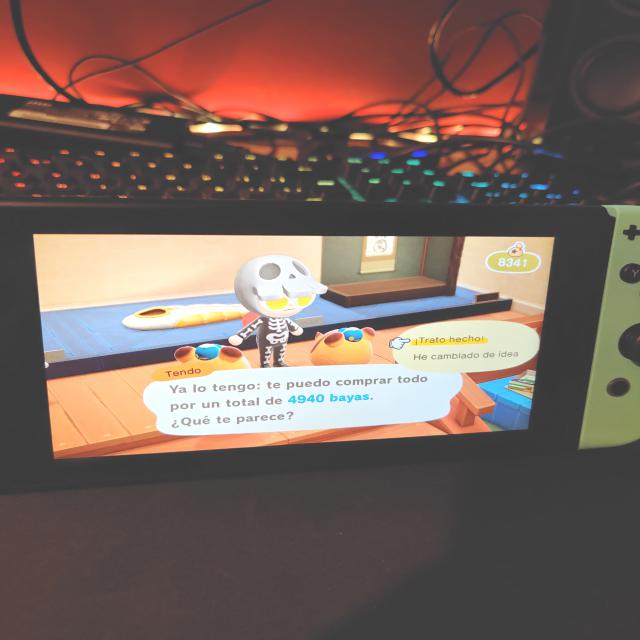 8341
¡Trato hecho!
He cambiado de idea
Tendo
Ya lo tengo: te puedo comprar todo
por un total de 4940 bayas.
¿Qué te parece?
Y